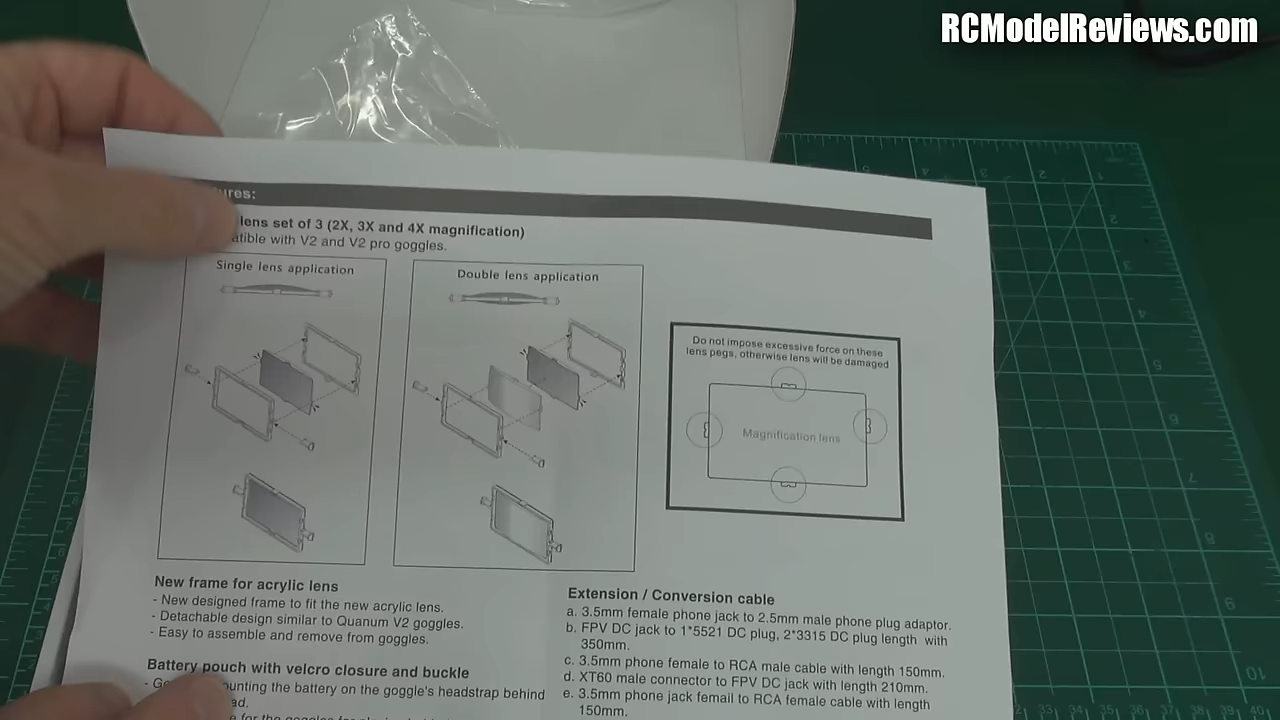 RCModelReviews.com
lens set of 3 (2X, 3X and 4X magnification)
with V2 and V2 pro goggles.
Single lens application
Double lens application
Do not impose excessive force on these
lens pegs, otherwise lens will be damaged
Magnification lens
New frame for acrylic lens
- New designed frame to fit the new acrylic lens.
- Detachable design similar to Quanum V2 goggles.
- Easy to assemble and remove from goggles.
Battery pouch with velcro closure and buckle
the battery on the goggle's headstrap behind
Extension / Conversion cable
a. 3.5mm female phone jack to 2.5mm male phone plug adaptor.
b. FPV DC jack to 1*5521 DC plug, 2*3315 DC plug length with
350mm.
c. 3.5mm phone female to RCA male cable with length 150mm.
d. XT60 male connector to FPV DC jack with length 210mm.
e. 3.5mm phone jack femail to RCA female cable with length
150mm.